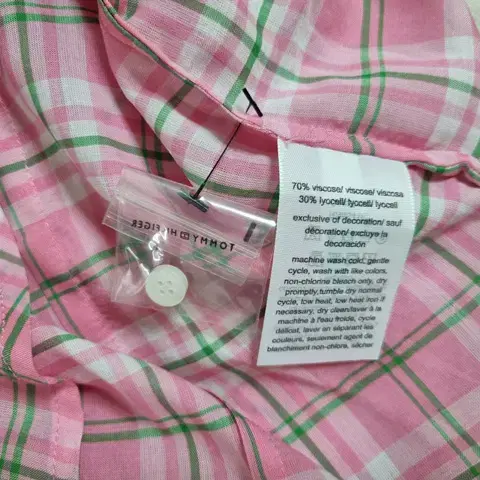 TOMMY HILFIGER
70% viscose/ viscose/ viscosa
30% lyocell/ lyocell/ lyocell
exclusive of decoration/ sauf
décoration/ excluye la
decoración
machine wash cold, gentle
cycle, wash with like colors,
non-chlorine bleach only, dry
promptly,tumble dry normal
cycle, low heat, low heat iron if
necessary, dry clean/laver à la
machine à l'eau froide, cycle
délicat, laver en séparant les
couleurs, seulement agent de
blanchiment non-chlore, sécher